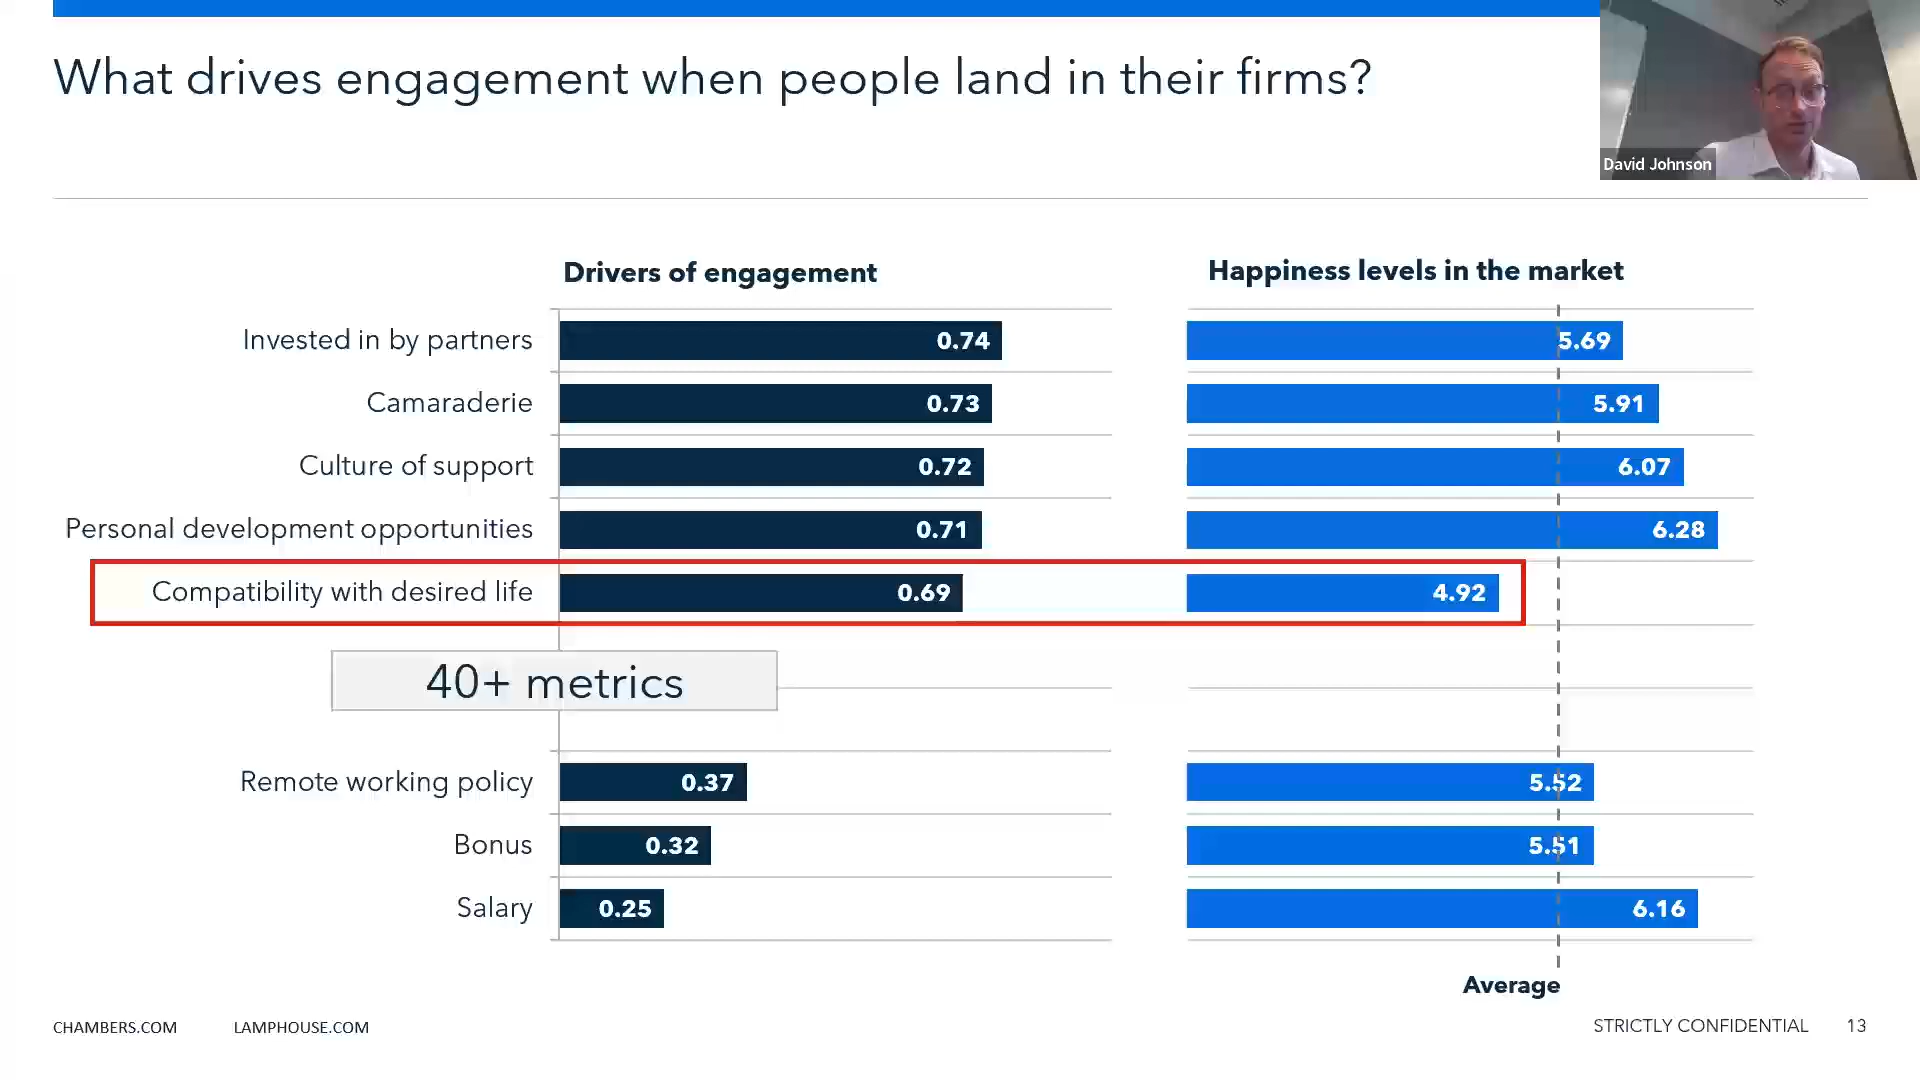 What drives engagement when people land in their firms?
David Johnson
Drivers of engagement
Happiness levels in the market
Invested in by partners 0.74 5.69
Camaraderie 0.73 5.91
Culture of support 0.72 6.07
Personal development opportunities 0.71 6.28
Compatibility with desired life 0.69 4.92
40+ metrics
Remote working policy 0.37 5.52
Bonus 0.32 5.51
Salary 0.25 6.16
Average
CHAMBERS.COM LAMPHOUSE.COM STRICTLY CONFIDENTIAL 13